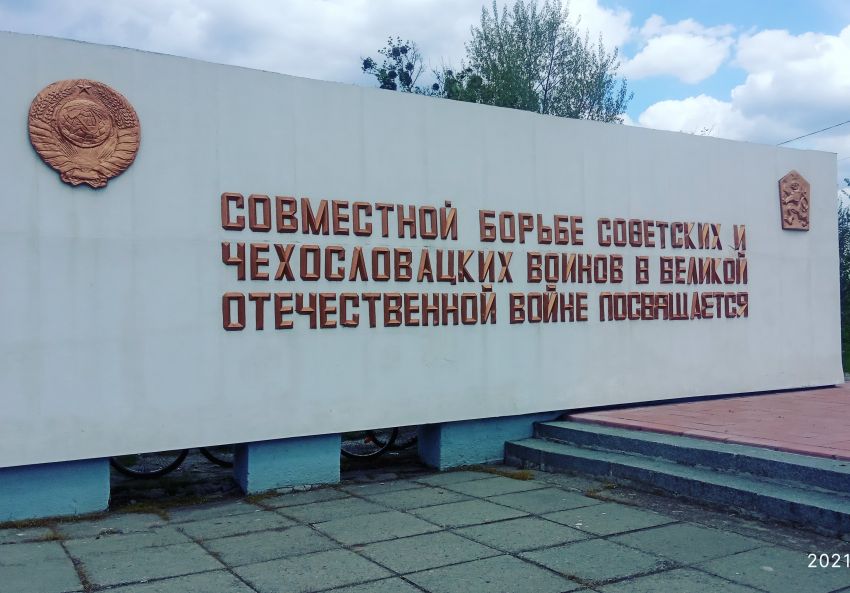 СОВМЕСТНОЙ БОРЬБЕ СОВЕТСКИХ И
ЧЕХОСЛОВАЦКИХ ВОИНОВ В ВЕЛИКОЙ
ОТЕЧЕСТВЕННОЙ ВОЙНЕ ПОСВЯЩАЕТСЯ
2021